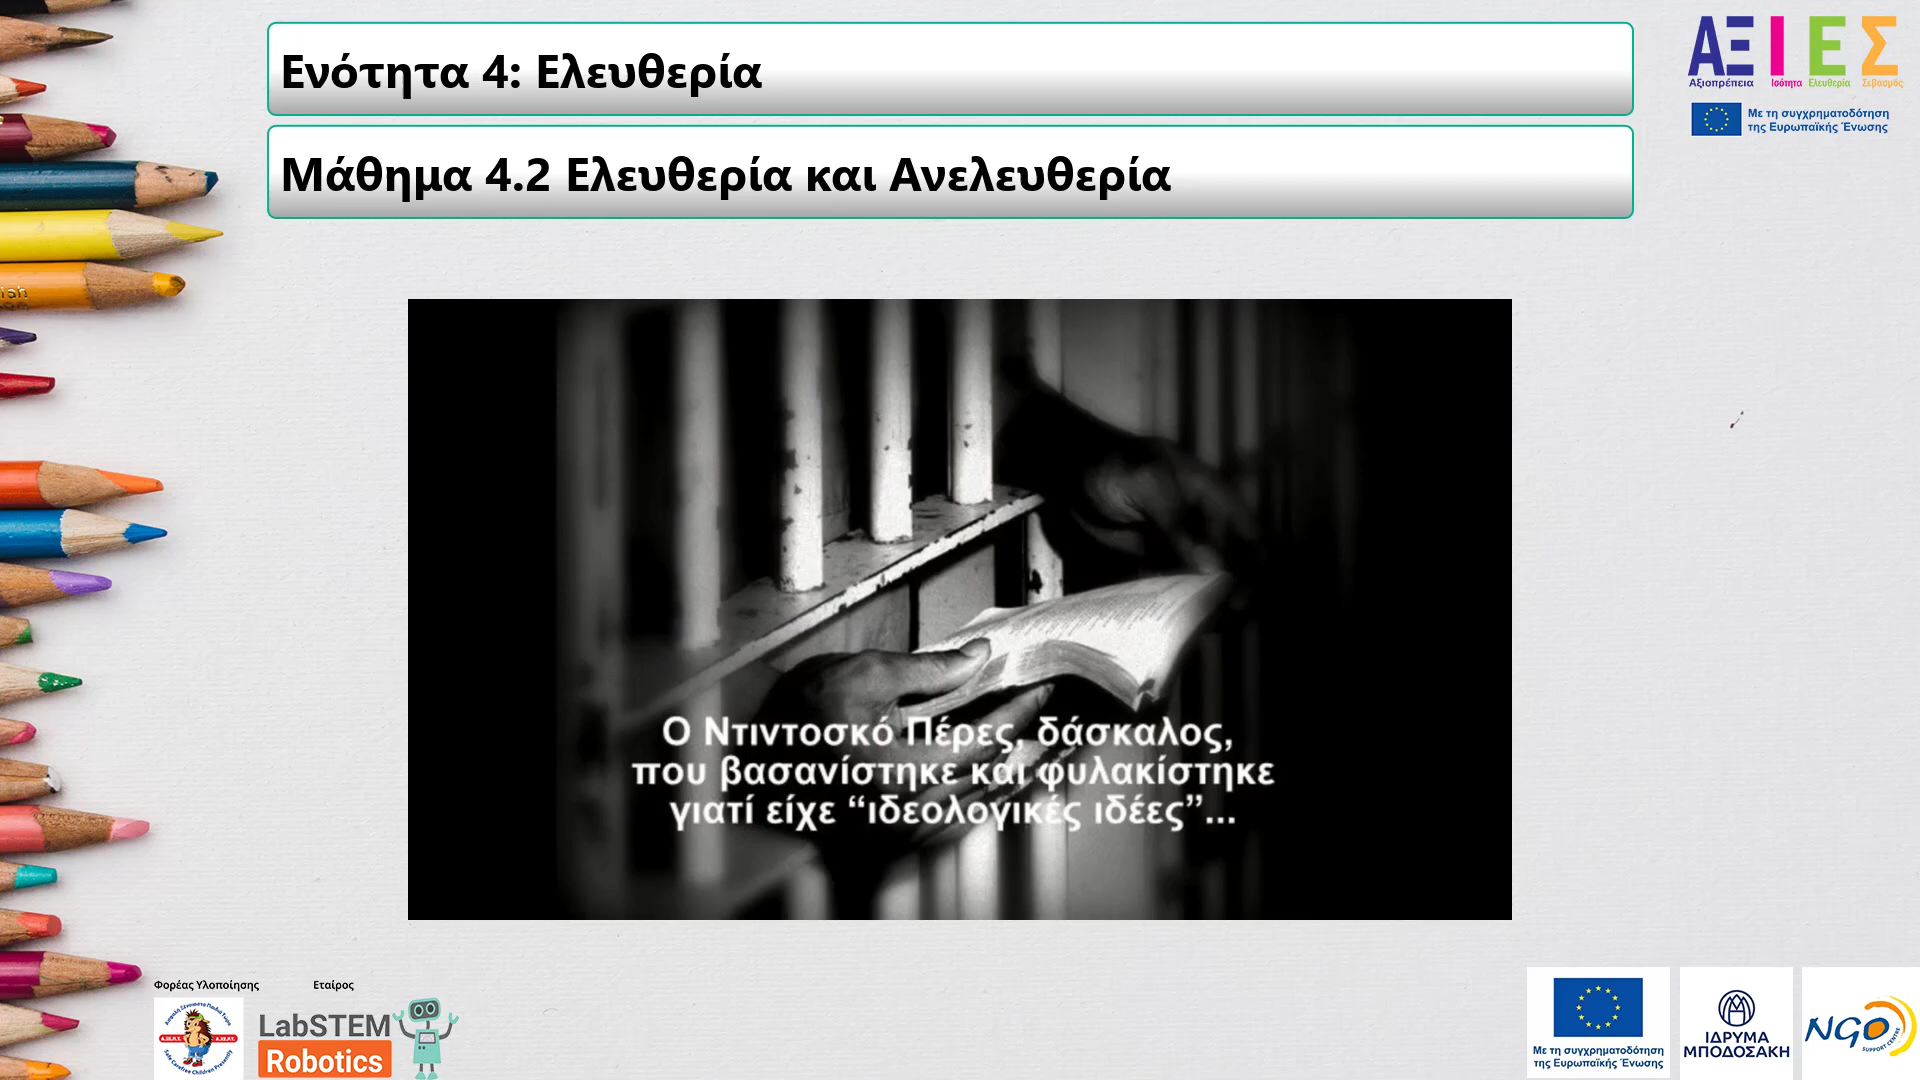 Ενότητα 4: Ελευθερία
Μάθημα 4.2 Ελευθερία και Ανελευθερία
ΑΞΙΕΣ
Αξιοπρέπεια Ισότητα Ελευθερία Σεβασμός
Με τη συγχρηματοδότηση
της Ευρωπαϊκής Ένωσης
Ο Ντιντοσκό Πέρες, δάσκαλος,
που βασανίστηκε και φυλακίστηκε
γιατί είχε “ιδεολογικές ιδέες”...
Φορέας Υλοποίησης
Εταίρος
LabSTEM
Robotics
Με τη συγχρηματοδότηση
της Ευρωπαϊκής Ένωσης
ΙΔΡΥΜΑ
ΜΠΟΔΟΣΑΚΗ
NGO
SUPPORT CENTRE